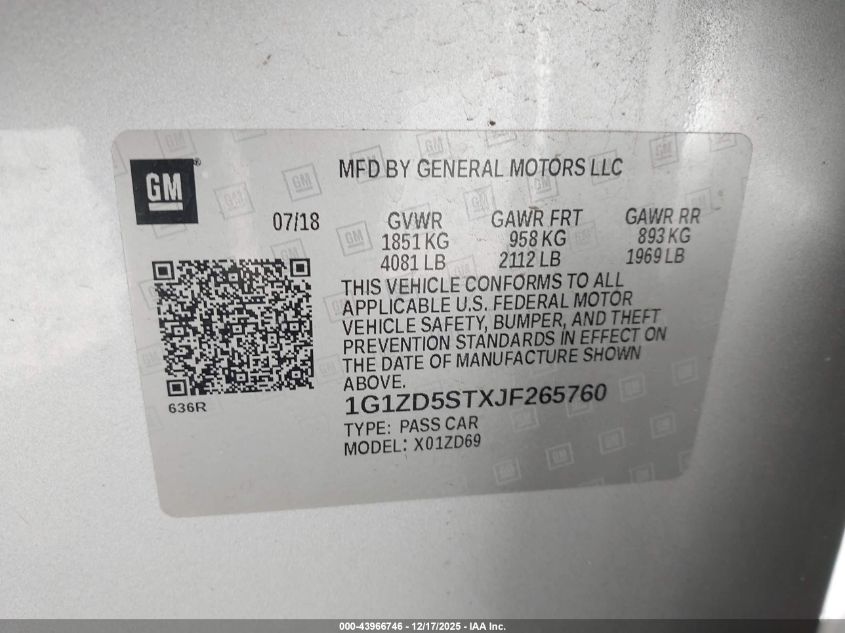 GM®
MFD BY GENERAL MOTORS LLC
07/18
GVWR GAWR FRT GAWR RR
1851 KG 958 KG 893 KG
4081 LB 2112 LB 1969 LB
THIS VEHICLE CONFORMS TO ALL
APPLICABLE U.S. FEDERAL MOTOR
VEHICLE SAFETY, BUMPER, AND THEFT
PREVENTION STANDARDS IN EFFECT ON
THE DATE OF MANUFACTURE SHOWN
ABOVE.
636R
1G1ZD5STXJF265760
TYPE: PASS CAR
MODEL: X01ZD69
000-43966746 - 12/17/2025 - IAA Inc.